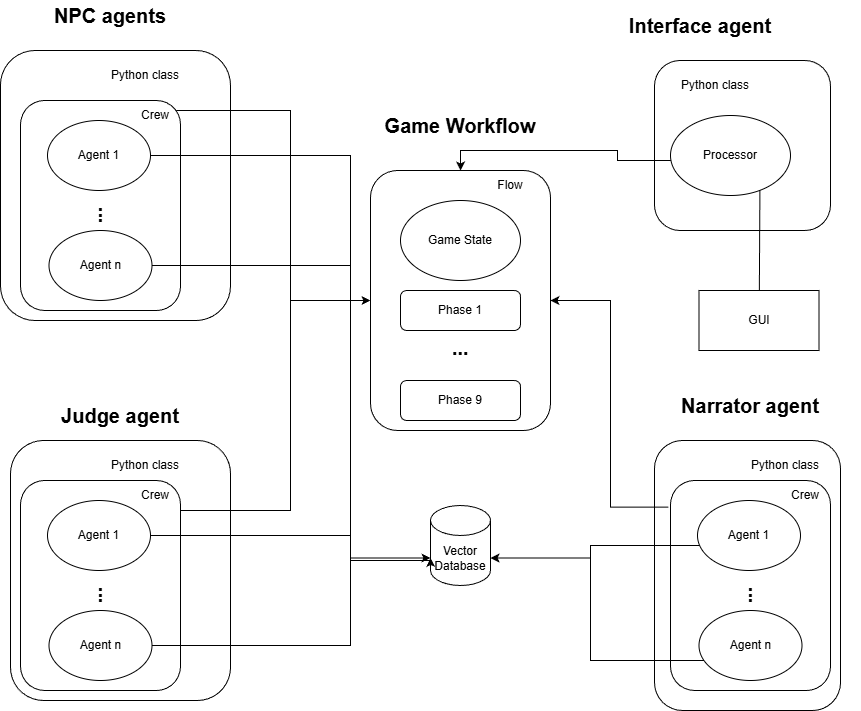 NPC agents
Python class
Crew
Agent 1
⋮
Agent n
Interface agent
Python class
Processor
GUI
Game Workflow
Flow
Game State
Phase 1
...
Phase 9
Judge agent
Python class
Crew
Agent 1
⋮
Agent n
Vector
Database
Narrator agent
Python class
Crew
Agent 1
⋮
Agent n